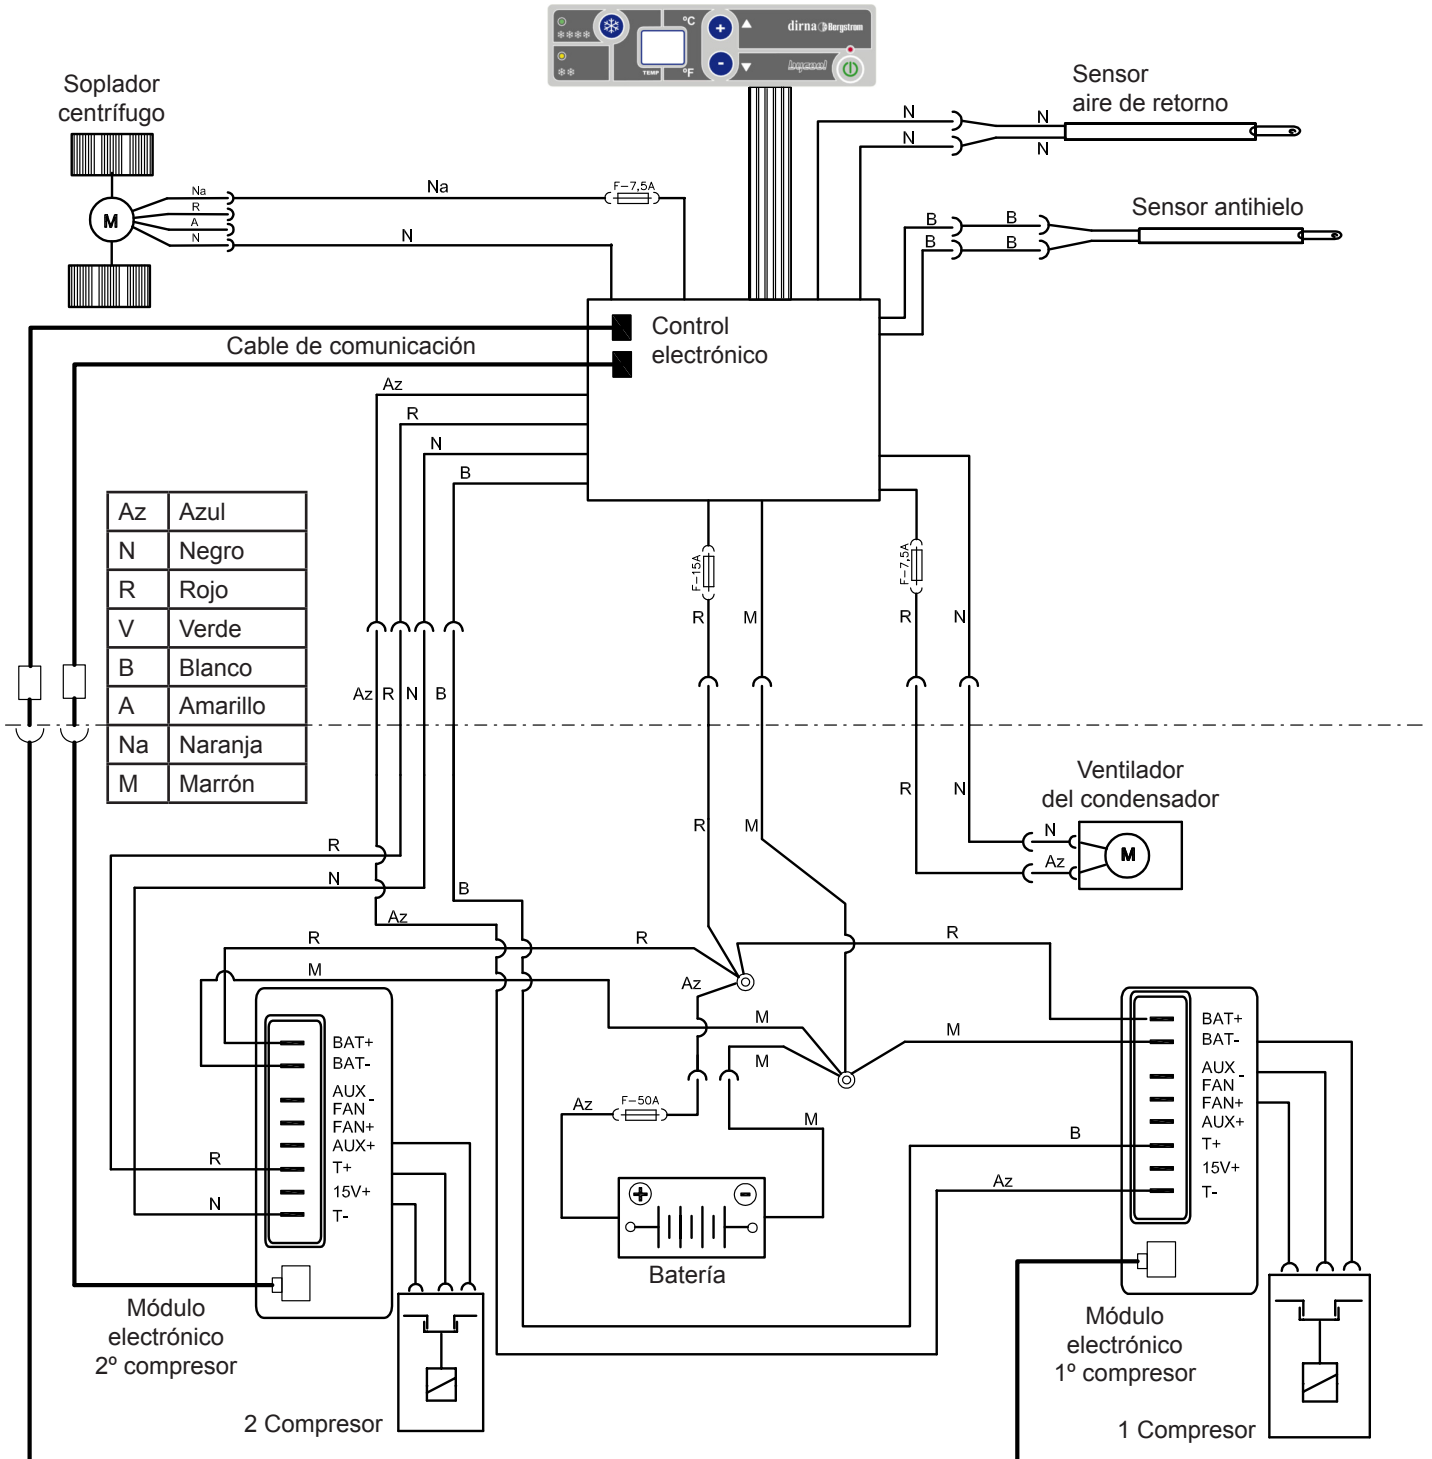 °C
dirna Bergstrom
TEMP
°F
Soplador
centrífugo
Sensor
aire de retorno
N
N
N
N
Sensor antihielo
B
B
B
B
Na
R
A
N
M
Na
F-7,5A
N
Control
electrónico
Cable de comunicación
Az
R
N
B
Az Azul
N Negro
R Rojo
V Verde
B Blanco
A Amarillo
Na Naranja
M Marrón
F-15A
F-7,5A
R
M
R
N
Az
R
N
B
Ventilador
del condensador
R
N
R
M
N
Az
M
R
N
B
Az
R
R
R
M
Az
M
M
M
BAT+
BAT-
AUX -
FAN
FAN+
AUX+
T+
15V+
T-
R
N
BAT+
BAT-
AUX -
FAN
FAN+
AUX+
T+
15V+
T-
B
Az
Az
F-50A
M
Batería
Módulo
electrónico
2º compresor
2 Compresor
Módulo
electrónico
1º compresor
1 Compresor